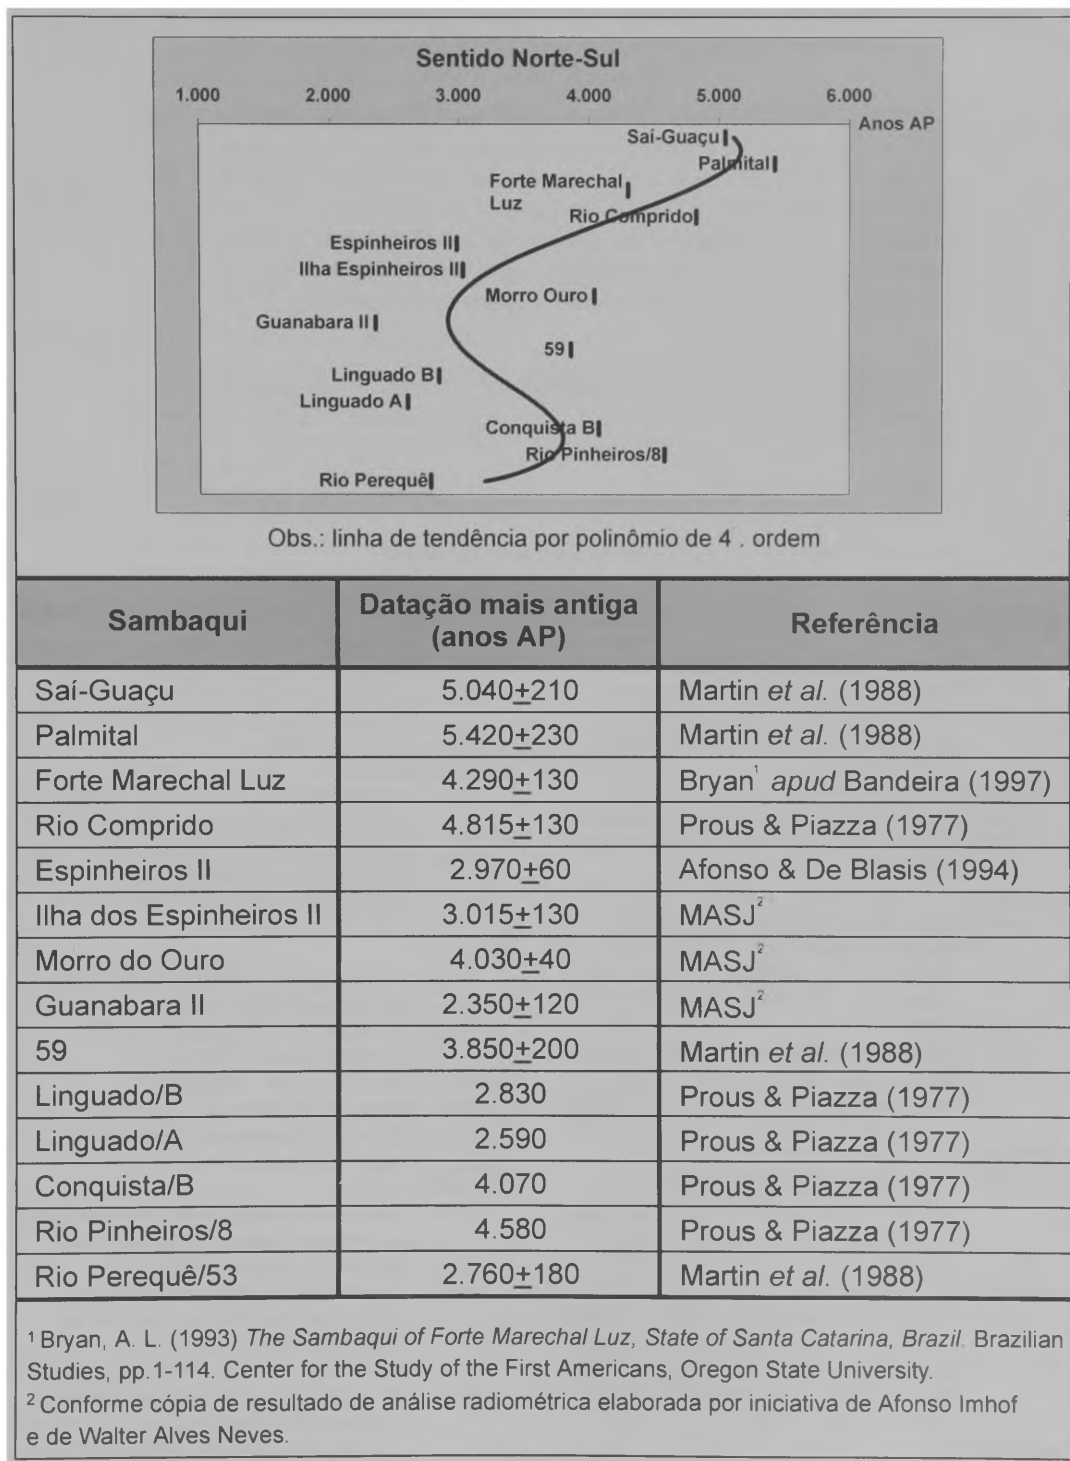 Sentido Norte-Sul
1.000 2.000 3.000 4.000 5.000 6.000
Anos AP
Saí-Guaçu
Palmital
Forte Marechal
Luz
Rio Comprido
Espinheiros II
Ilha Espinheiros II
Morro Ouro
Guanabara II
59
Linguado B
Linguado A
Conquista B
Rio Pinheiros/8
Rio Perequê
Obs.: linha de tendência por polinômio de 4 . ordem
Sambaqui Datação mais antiga (anos AP) Referência
Saí-Guaçu 5.040±210 Martin et al. (1988)
Palmital 5.420±230 Martin et al. (1988)
Forte Marechal Luz 4.290±130 Bryan¹ apud Bandeira (1997)
Rio Comprido 4.815±130 Prous & Piazza (1977)
Espinheiros II 2.970±60 Afonso & De Blasis (1994)
Ilha dos Espinheiros II 3.015±130 MASJ²
Morro do Ouro 4.030±40 MASJ²
Guanabara II 2.350±120 MASJ²
59 3.850±200 Martin et al. (1988)
Linguado/B 2.830 Prous & Piazza (1977)
Linguado/A 2.590 Prous & Piazza (1977)
Conquista/B 4.070 Prous & Piazza (1977)
Rio Pinheiros/8 4.580 Prous & Piazza (1977)
Rio Perequê/53 2.760±180 Martin et al. (1988)
¹ Bryan, A. L. (1993) The Sambaqui of Forte Marechal Luz, State of Santa Catarina, Brazil. Brazilian
Studies, pp.1-114. Center for the Study of the First Americans, Oregon State University.
² Conforme cópia de resultado de análise radiométrica elaborada por iniciativa de Afonso Imhof
e de Walter Alves Neves.